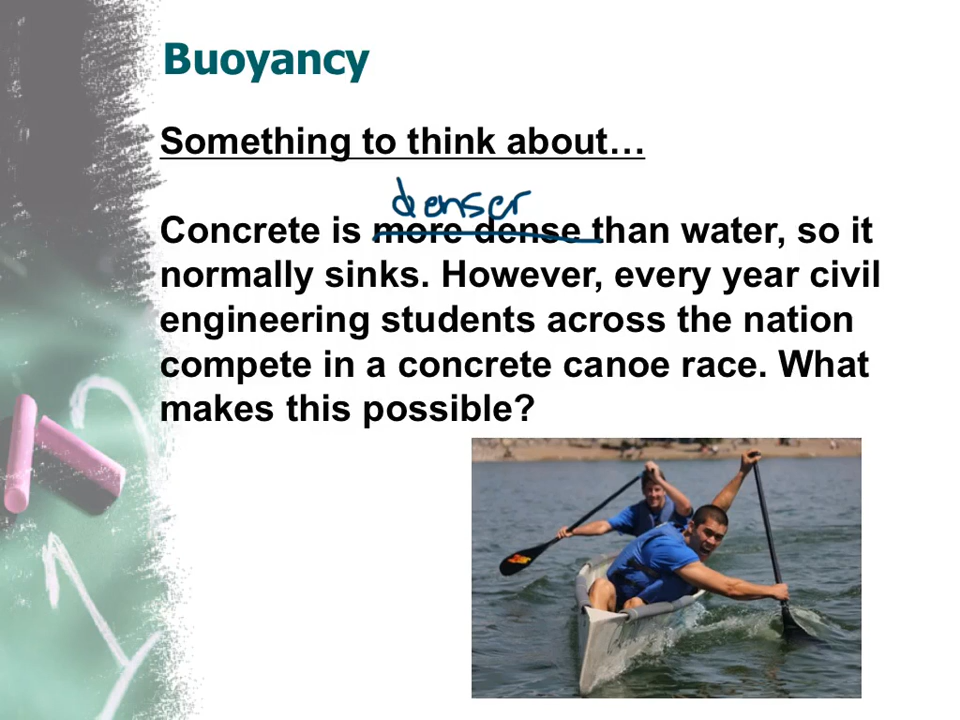 Buoyancy
Something to think about…
denser
Concrete is more dense than water, so it
normally sinks. However, every year civil
engineering students across the nation
compete in a concrete canoe race. What
makes this possible?